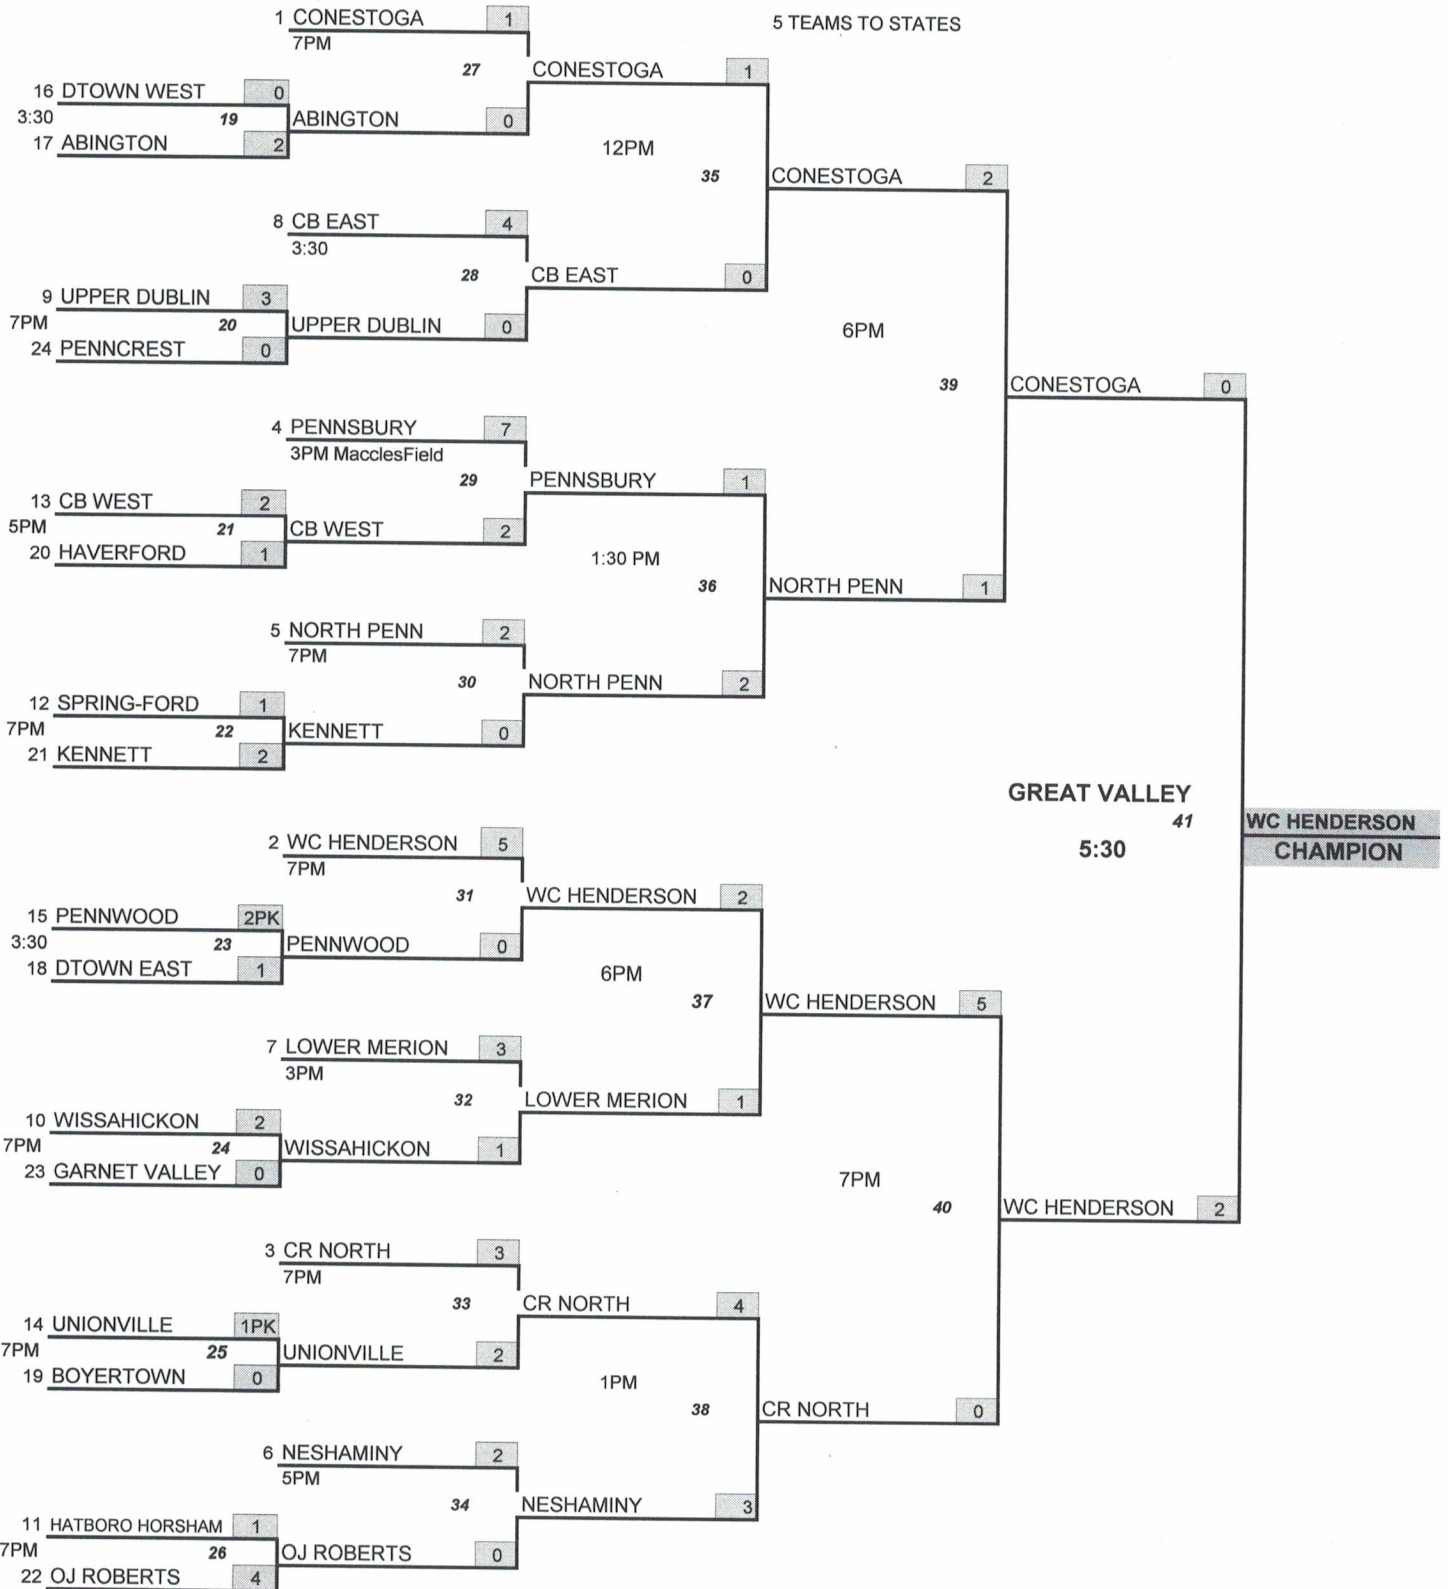 1 CONESTOGA 1
7PM
5 TEAMS TO STATES
27
CONESTOGA 1
16 DTOWN WEST 0
3:30 19
ABINGTON 0
17 ABINGTON 2
12PM
35
CONESTOGA 2
8 CB EAST 4
3:30
28
CB EAST 0
9 UPPER DUBLIN 3
7PM 20
UPPER DUBLIN 0
24 PENNCREST 0
6PM
39
CONESTOGA 0
4 PENNSBURY 7
3PM MacclesField
29
PENNSBURY 1
13 CB WEST 2
5PM 21
CB WEST 2
20 HAVERFORD 1
1:30 PM
36
NORTH PENN 1
5 NORTH PENN 2
7PM
30
NORTH PENN 2
12 SPRING-FORD 1
7PM 22
KENNETT 0
21 KENNETT 2
GREAT VALLEY
41
5:30
WC HENDERSON
CHAMPION
2 WC HENDERSON 5
7PM
31
WC HENDERSON 2
15 PENNWOOD 2PK
3:30 23
PENNWOOD 0
18 DTOWN EAST 1
6PM
37
WC HENDERSON 5
7 LOWER MERION 3
3PM
32
LOWER MERION 1
10 WISSAHICKON 2
7PM 24
WISSAHICKON 1
23 GARNET VALLEY 0
7PM
40
WC HENDERSON 2
3 CR NORTH 3
7PM
33
CR NORTH 4
14 UNIONVILLE 1PK
7PM 25
UNIONVILLE 2
19 BOYERTOWN 0
1PM
38
CR NORTH 0
6 NESHAMINY 2
5PM
34
NESHAMINY 3
11 HATBORO HORSHAM 1
7PM 26
OJ ROBERTS 0
22 OJ ROBERTS 4